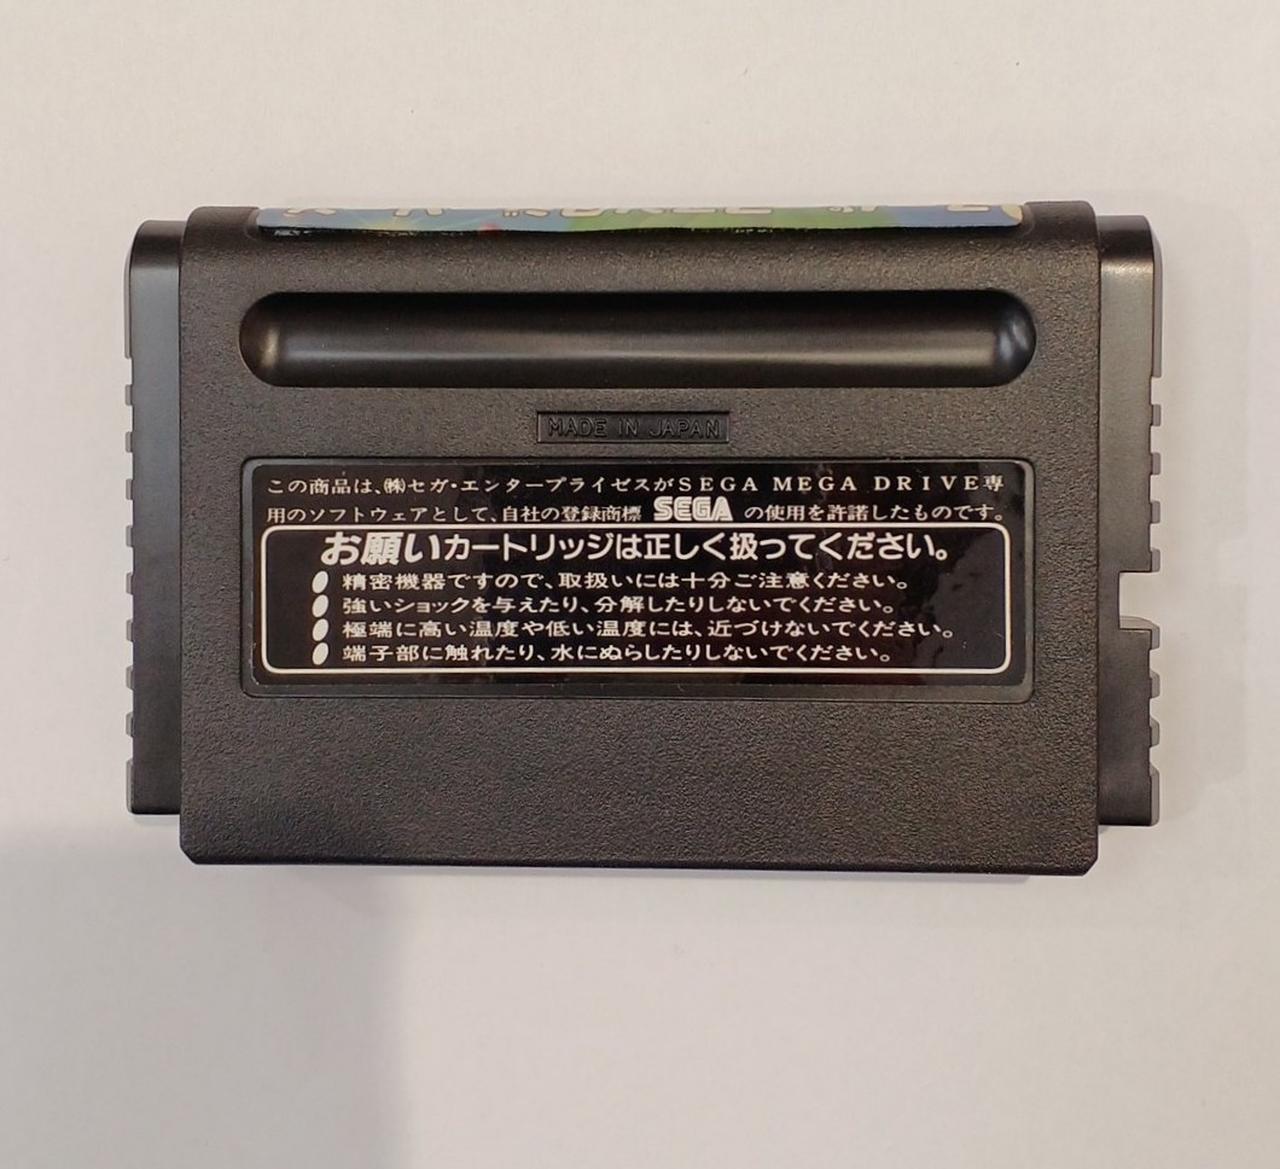 MADE IN JAPAN
この商品は、㈱セガ・エンタープライゼスがSEGA MEGA DRIVE専
用のソフトウェアとして、自社の登録商標 SEGA の使用を許諾したものです。
お願いカートリッジは正しく扱ってください。
● 精密機器ですので、取扱いには十分ご注意ください。
● 強いショックを与えたり、分解したりしないでください。
● 極端に高い温度や低い温度には、近づけないでください。
● 端子部に触れたり、水にぬらしたりしないでください。